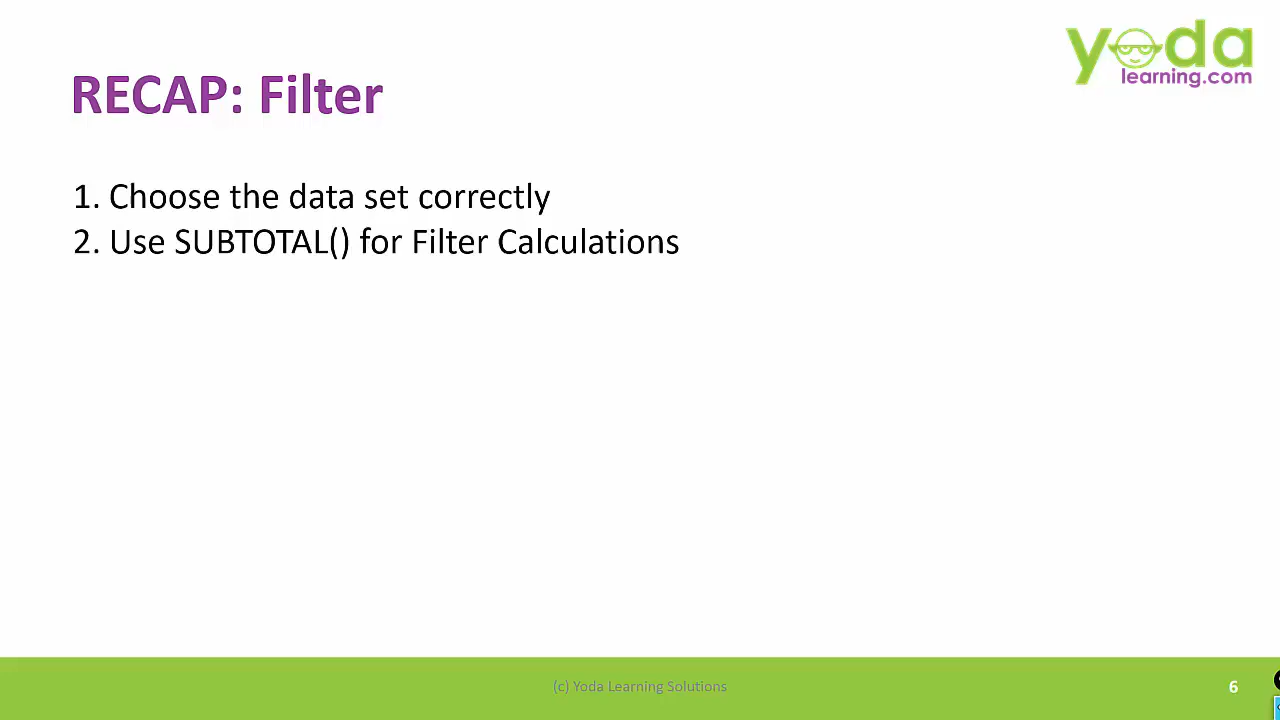 yoda
learning.com
RECAP: Filter
1. Choose the data set correctly
2. Use SUBTOTAL() for Filter Calculations
(c) Yoda Learning Solutions
6